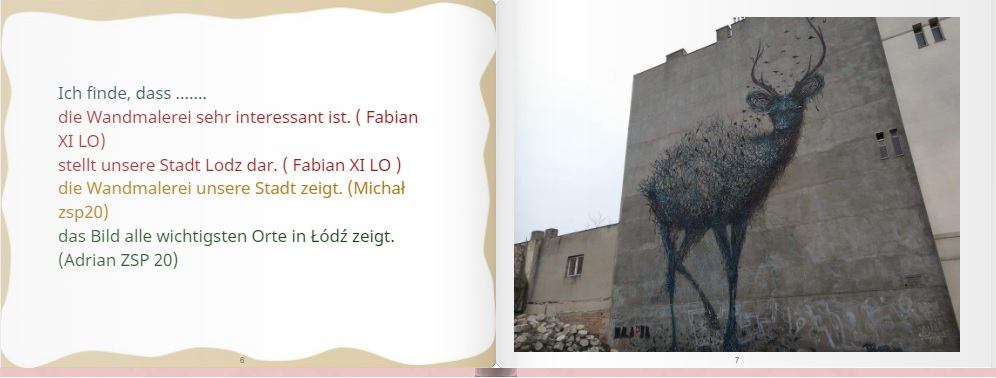 Ich finde, dass .......
die Wandmalerei sehr interessant ist. ( Fabian
XI LO)
stellt unsere Stadt Lodz dar. ( Fabian XI LO )
die Wandmalerei unsere Stadt zeigt. (Michał
zsp20)
das Bild alle wichtigsten Orte in Łódź zeigt.
(Adrian ZSP 20)
6
7